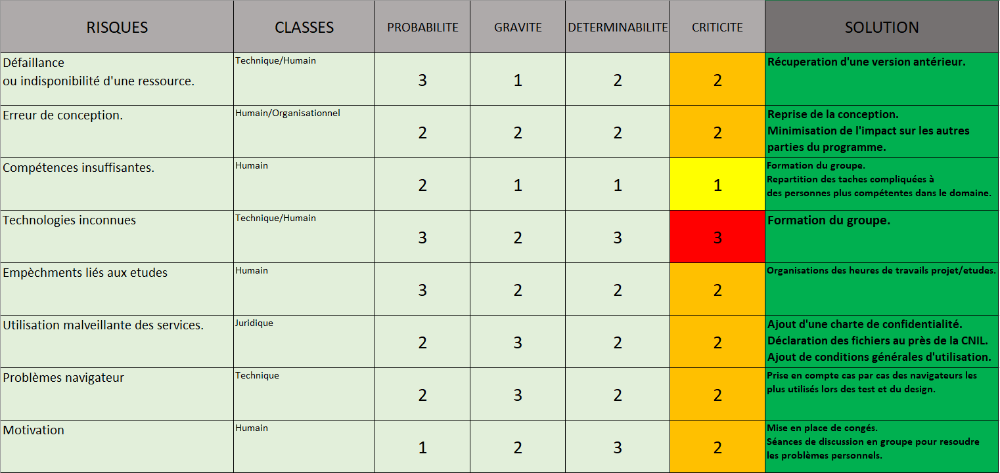 RISQUES CLASSES PROBABILITE GRAVITE DETERMINABILITE CRITICITE SOLUTION
Défaillance
ou indisponibilité d'une ressource.
Technique/Humain
3 1 2 2
Récuperation d'une version antérieur.
Erreur de conception.
Humain/Organisationnel
2 2 2 2
Reprise de la conception.
Minimisation de l'impact sur les autres
parties du programme.
Compétences insuffisantes.
Humain
2 1 1 1
Formation du groupe.
Repartition des taches compliquées à
des personnes plus compétentes dans le domaine.
Technologies inconnues
Technique/Humain
3 2 3 3
Formation du groupe.
Empèchments liés aux etudes
Humain
3 2 2 2
Organisations des heures de travails projet/etudes.
Utilisation malveillante des services.
Juridique
2 3 2 2
Ajout d'une charte de confidentialité.
Déclaration des fichiers au près de la CNIL.
Ajout de conditions générales d'utilisation.
Problèmes navigateur
Technique
2 3 2 2
Prise en compte cas par cas des navigateurs les
plus utilisés lors des test et du design.
Motivation
Humain
1 2 3 2
Mise en place de congés.
Séances de discussion en groupe pour resoudre
les problèmes personnels.